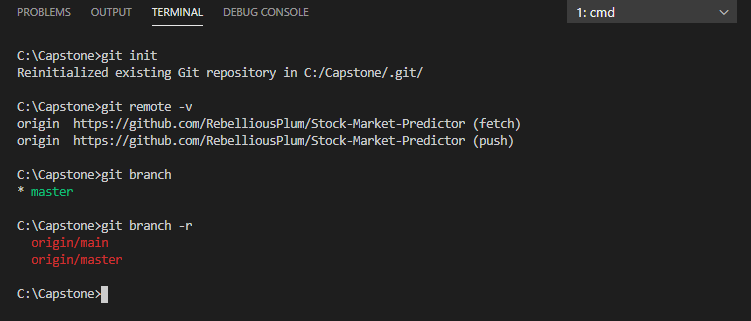 PROBLEMS OUTPUT TERMINAL DEBUG CONSOLE 1: cmd
C:\Capstone>git init
Reinitialized existing Git repository in C:/Capstone/.git/
C:\Capstone>git remote -v
origin https://github.com/RebelliousPlum/Stock-Market-Predictor (fetch)
origin https://github.com/RebelliousPlum/Stock-Market-Predictor (push)
C:\Capstone>git branch
* master
C:\Capstone>git branch -r
origin/main
origin/master
C:\Capstone>